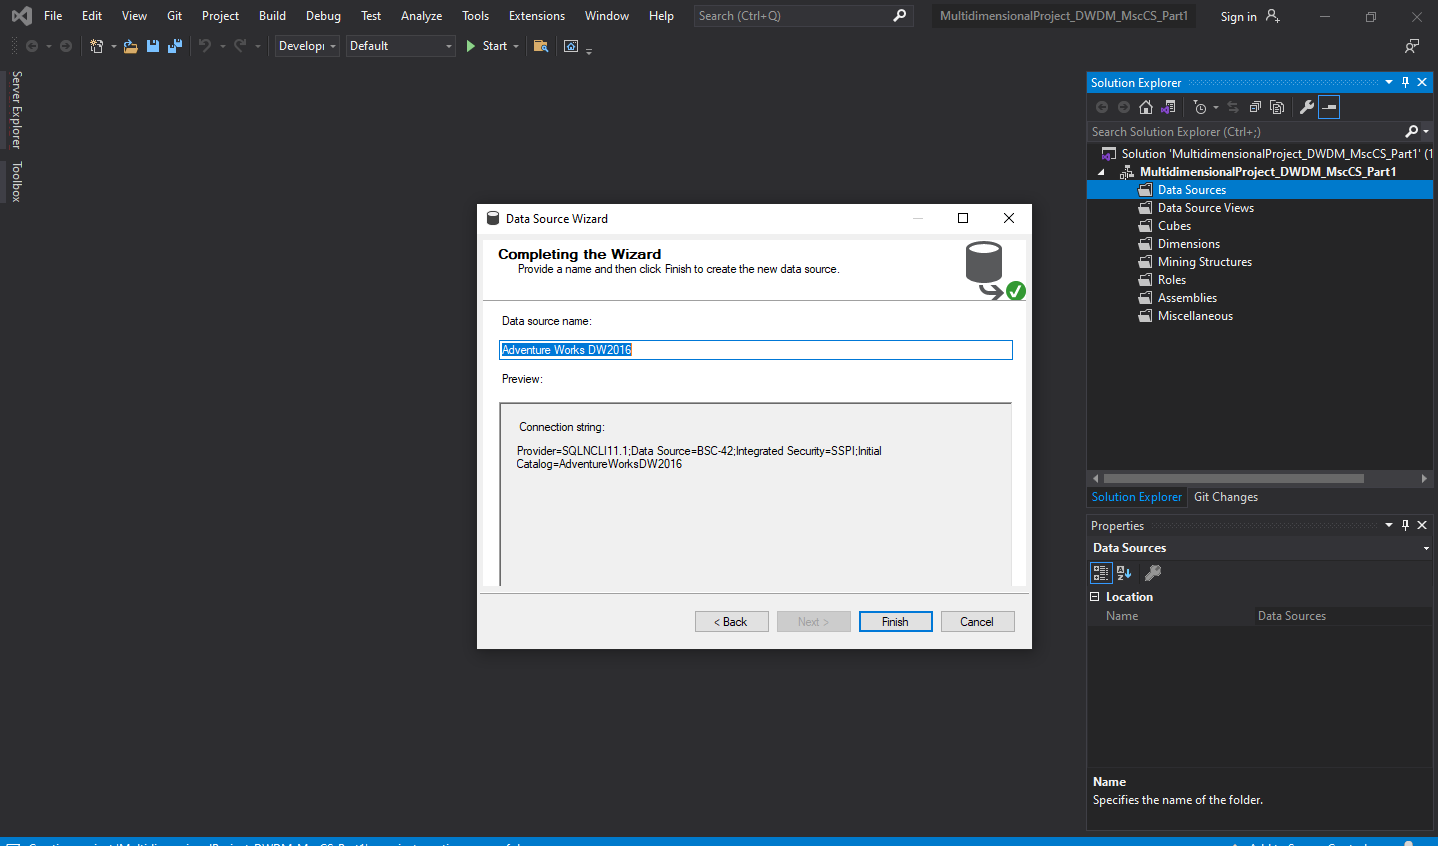 File Edit View Git Project Build Debug Test Analyze Tools Extensions Window Help Search (Ctrl+Q) MultidimensionalProject_DWDM_MscCS_Part1 Sign in
Default Start
Server Explorer
Toolbox
Solution Explorer
Search Solution Explorer (Ctrl+;)
Solution 'MultidimensionalProject_DWDM_MscCS_Part1' (1
MultidimensionalProject_DWDM_MscCS_Part1
Data Sources
Data Source Views
Cubes
Dimensions
Mining Structures
Roles
Assemblies
Miscellaneous
Solution Explorer Git Changes
Data Source Wizard
Completing the Wizard
Provide a name and then click Finish to create the new data source.
Data source name:
Adventure Works DW2016
Preview:
Connection string:
Provider=SQLNCLI11.1;Data Source=BSC-42;Integrated Security=SSPI;Initial
Catalog=AdventureWorksDW2016
< Back Next > Finish Cancel
Properties
Data Sources
Location
Name Data Sources
Name
Specifies the name of the folder.